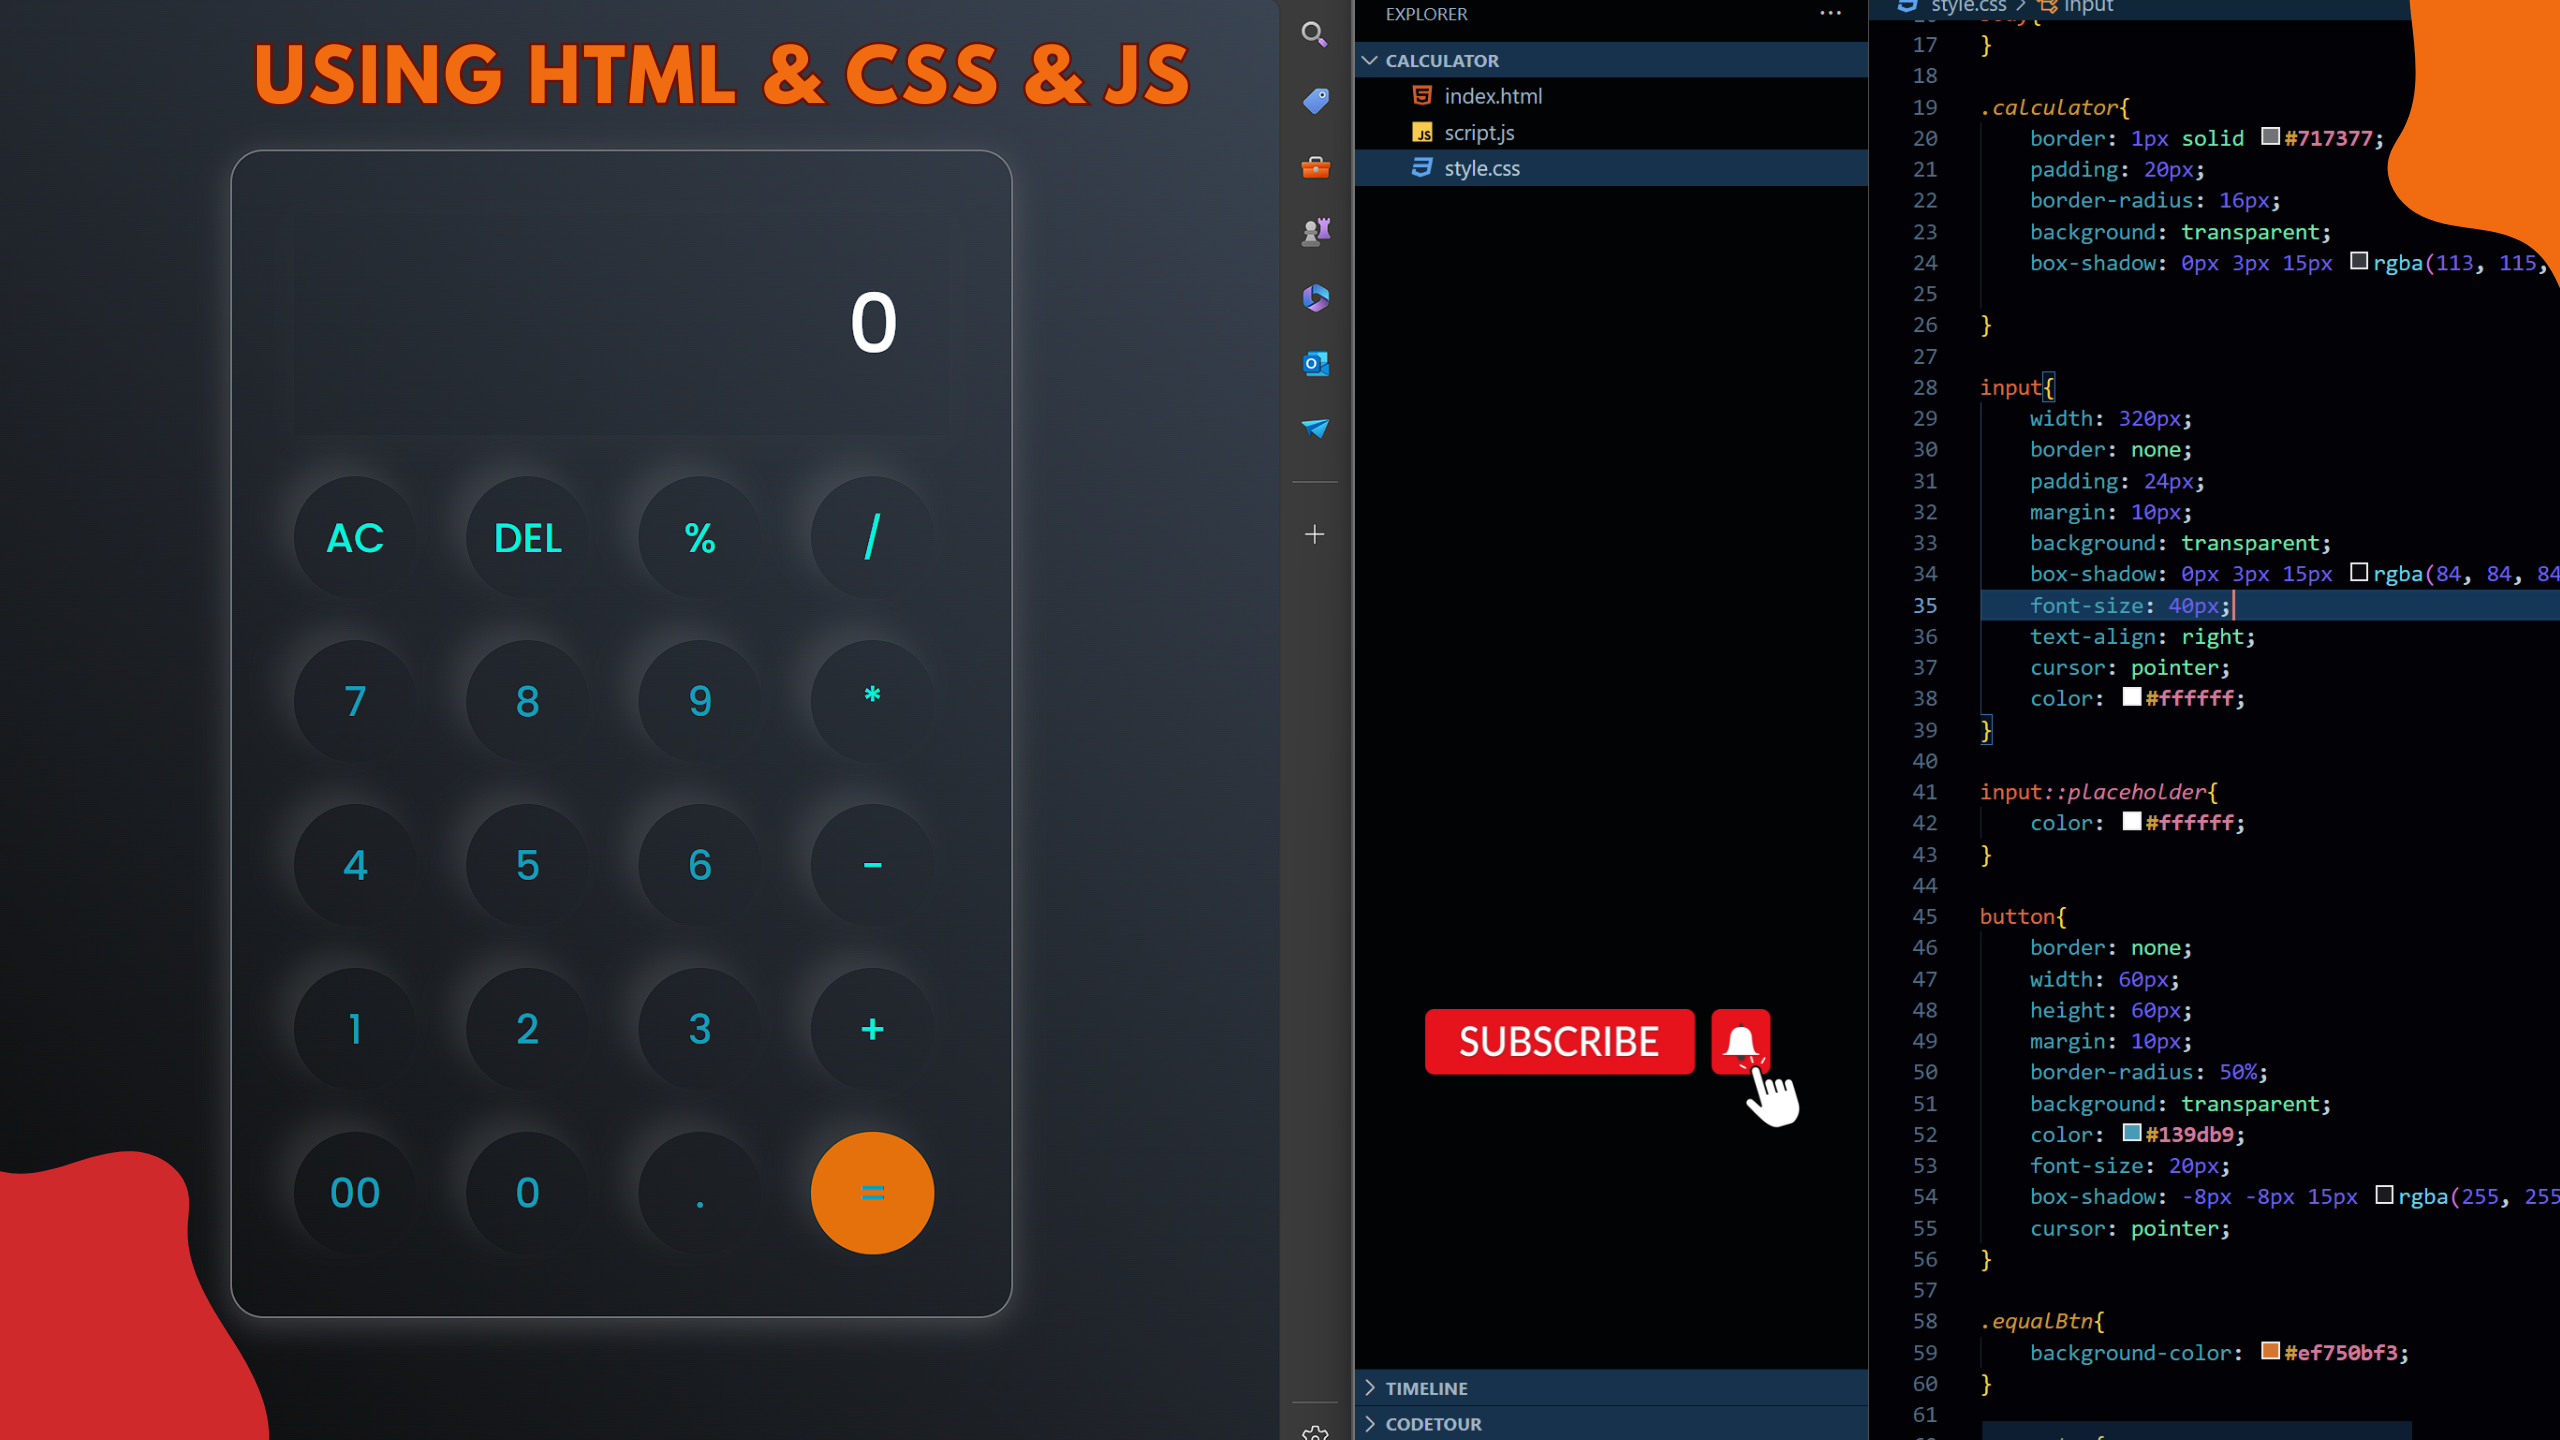 USING HTML & CSS & JS
0
AC DEL % /
7 8 9 *
4 5 6 -
1 2 3 +
00 0 . =
EXPLORER ...
CALCULATOR
index.html
JS script.js
style.css
SUBSCRIBE
TIMELINE
CODETOUR
style.css > input
17 }
18
19 .calculator{
20 border: 1px solid #717377;
21 padding: 20px;
22 border-radius: 16px;
23 background: transparent;
24 box-shadow: 0px 3px 15px rgba(113, 115,
25
26 }
27
28 input{
29 width: 320px;
30 border: none;
31 padding: 24px;
32 margin: 10px;
33 background: transparent;
34 box-shadow: 0px 3px 15px rgba(84, 84, 84
35 font-size: 40px;
36 text-align: right;
37 cursor: pointer;
38 color: #ffffff;
39 }
40
41 input::placeholder{
42 color: #ffffff;
43 }
44
45 button{
46 border: none;
47 width: 60px;
48 height: 60px;
49 margin: 10px;
50 border-radius: 50%;
51 background: transparent;
52 color: #139db9;
53 font-size: 20px;
54 box-shadow: -8px -8px 15px rgba(255, 255
55 cursor: pointer;
56 }
57
58 .equalBtn{
59 background-color: #ef750bf3;
60 }
61